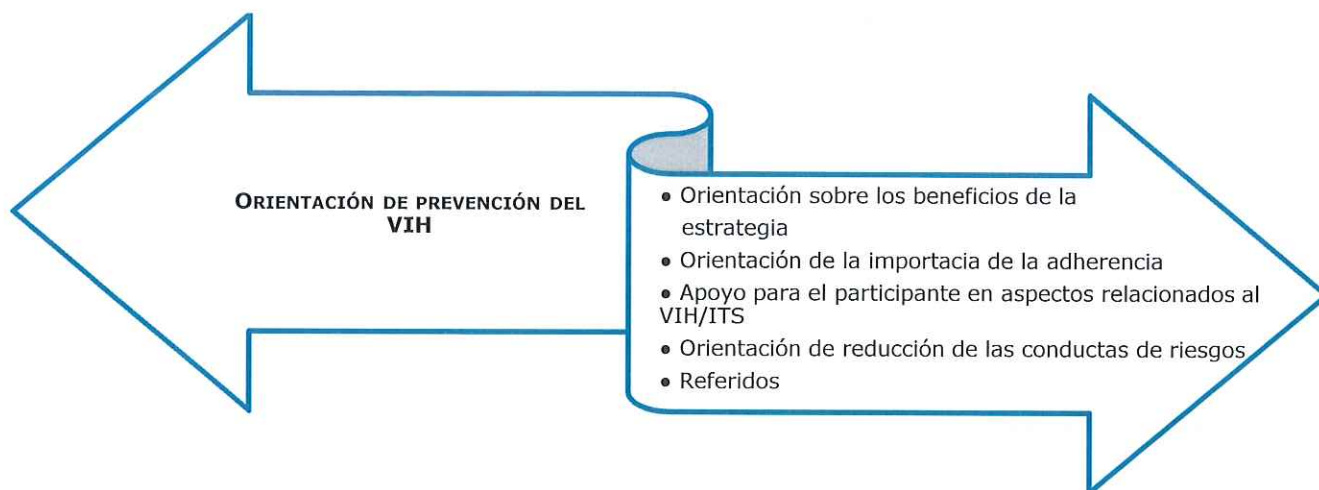 ORIENTACIÓN DE PREVENCIÓN DEL
VIH
• Orientación sobre los beneficios de la
estrategia
• Orientación de la importacia de la adherencia
• Apoyo para el participante en aspectos relacionados al
VIH/ITS
• Orientación de reducción de las conductas de riesgos
• Referidos